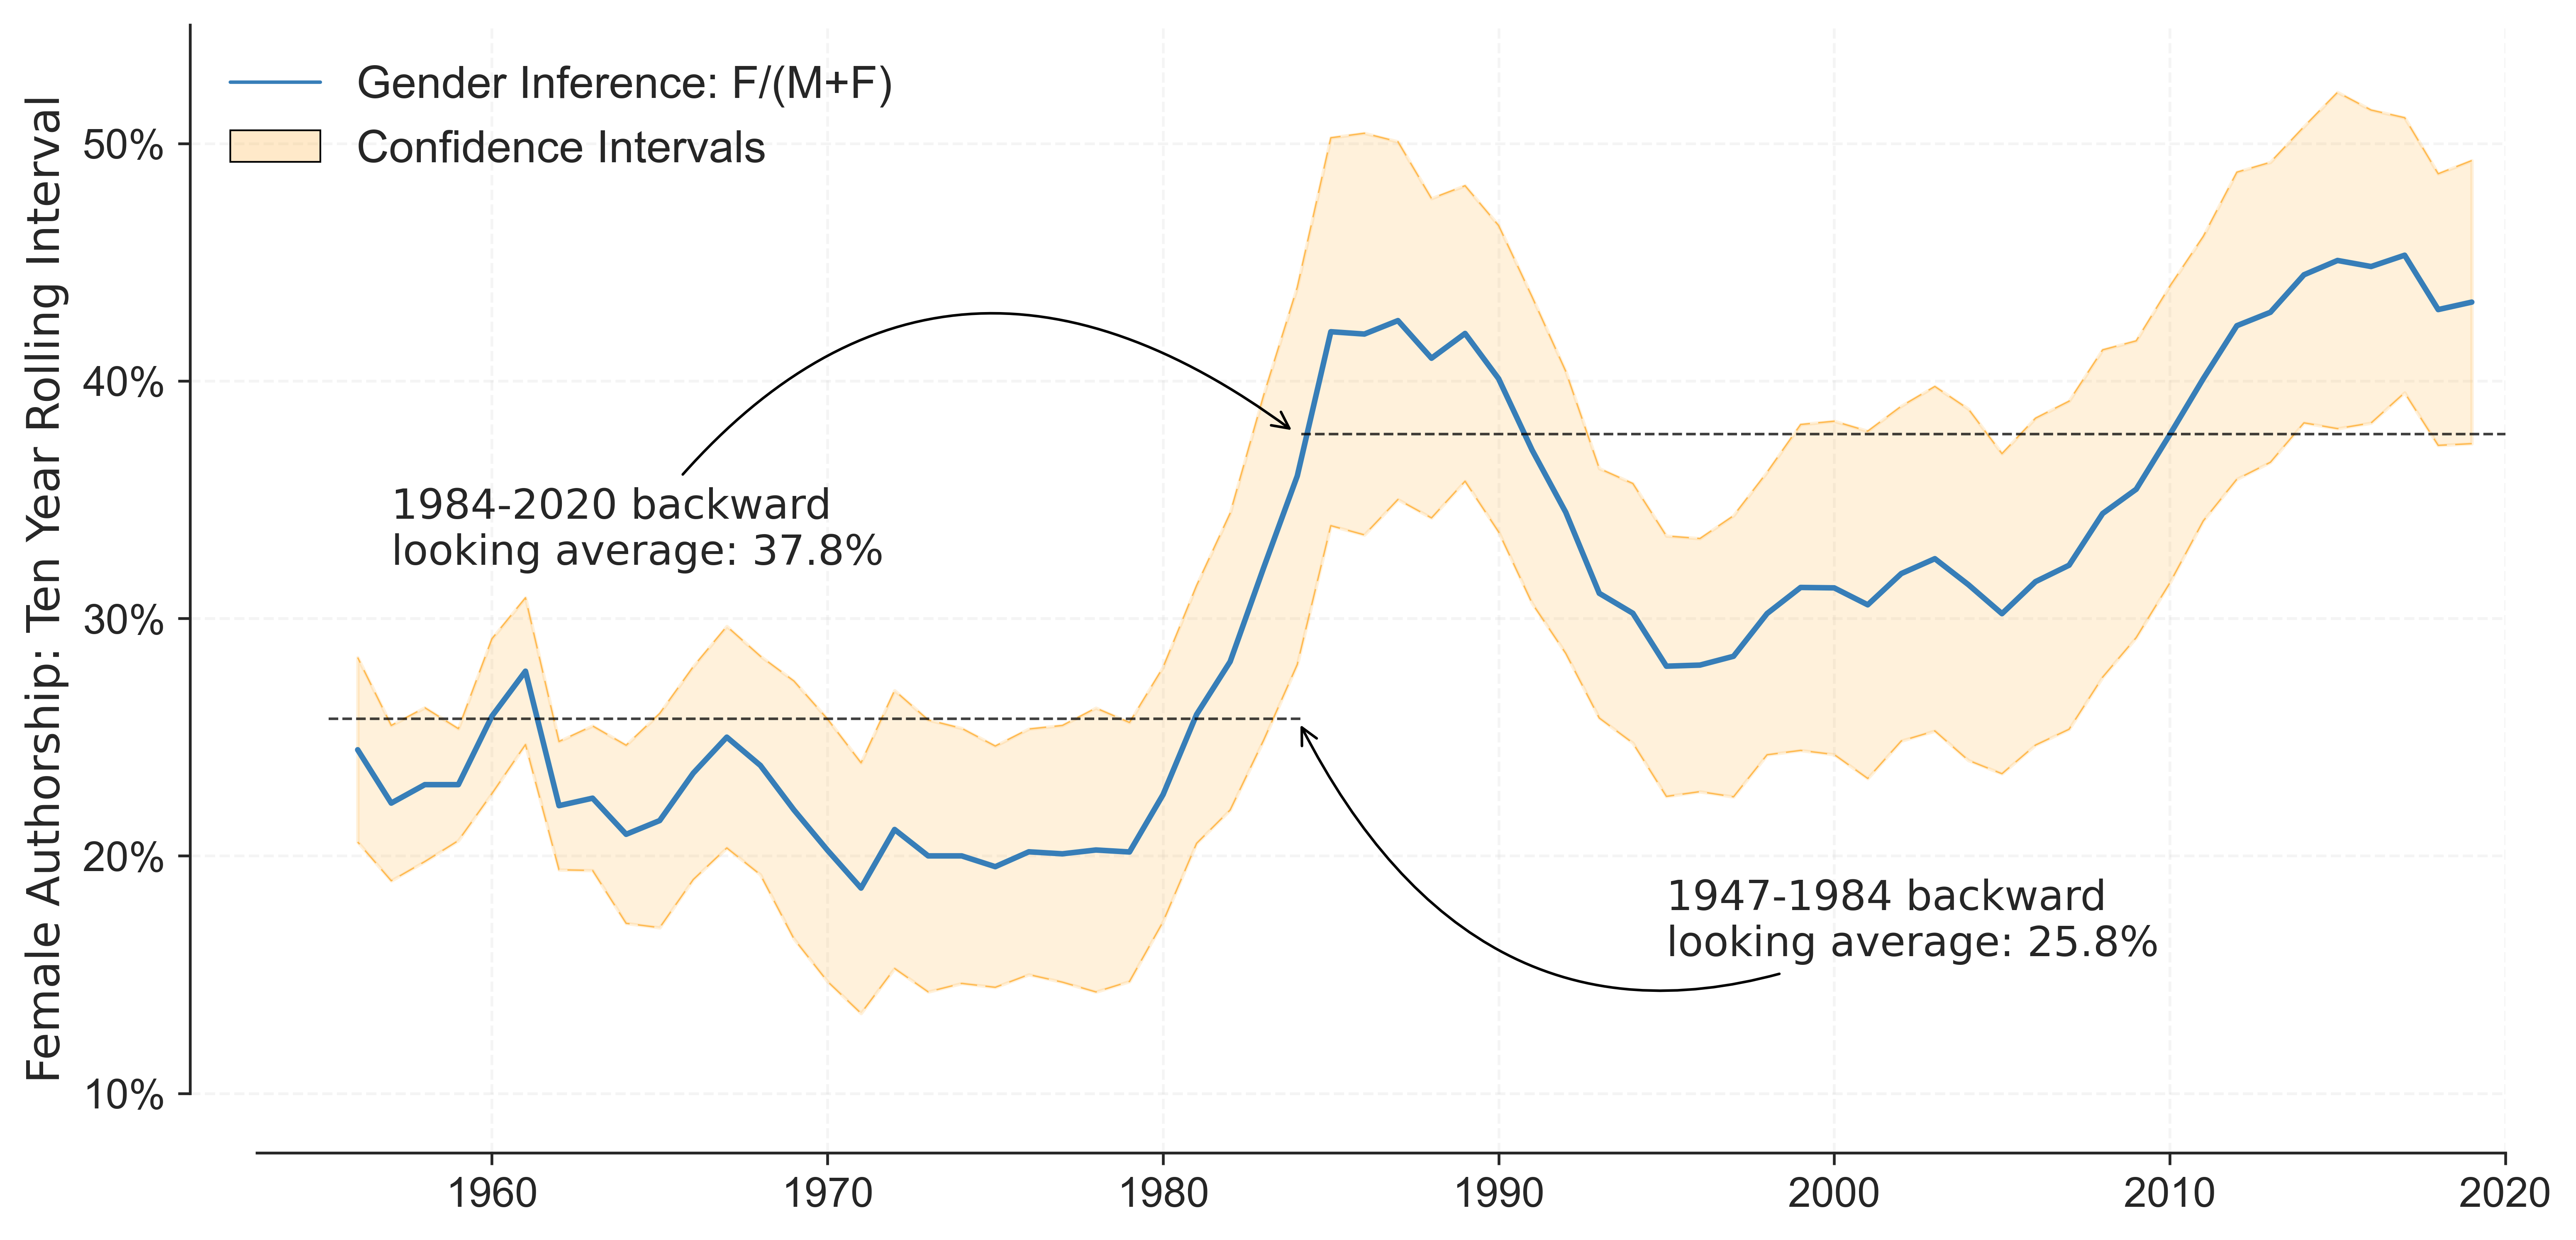 Gender Inference: F/(M+F)
Confidence Intervals
Female Authorship: Ten Year Rolling Interval
50%
40%
30%
20%
10%
1984-2020 backward
looking average: 37.8%
1947-1984 backward
looking average: 25.8%
1960
1970
1980
1990
2000
2010
2020